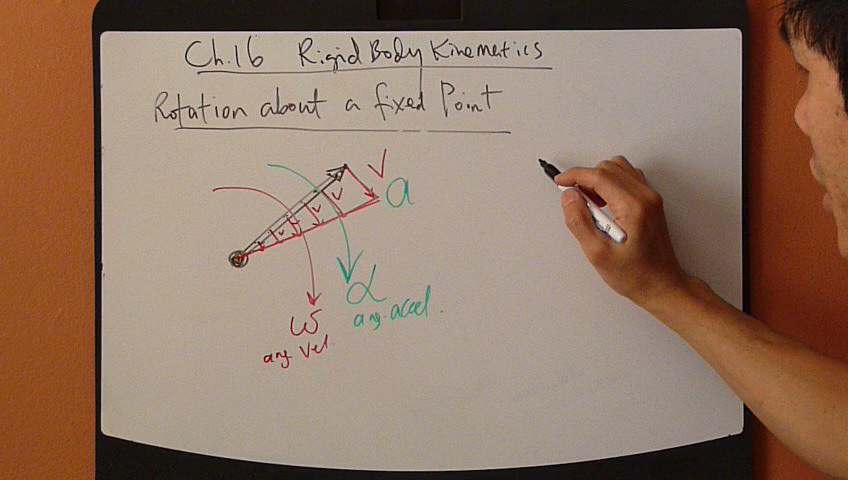 Ch.16 Rigid Body Kinematics
Rotation about a fixed Point
V
a
V
V
V
V
V
α
ang. accel.
ω
ang. vel.